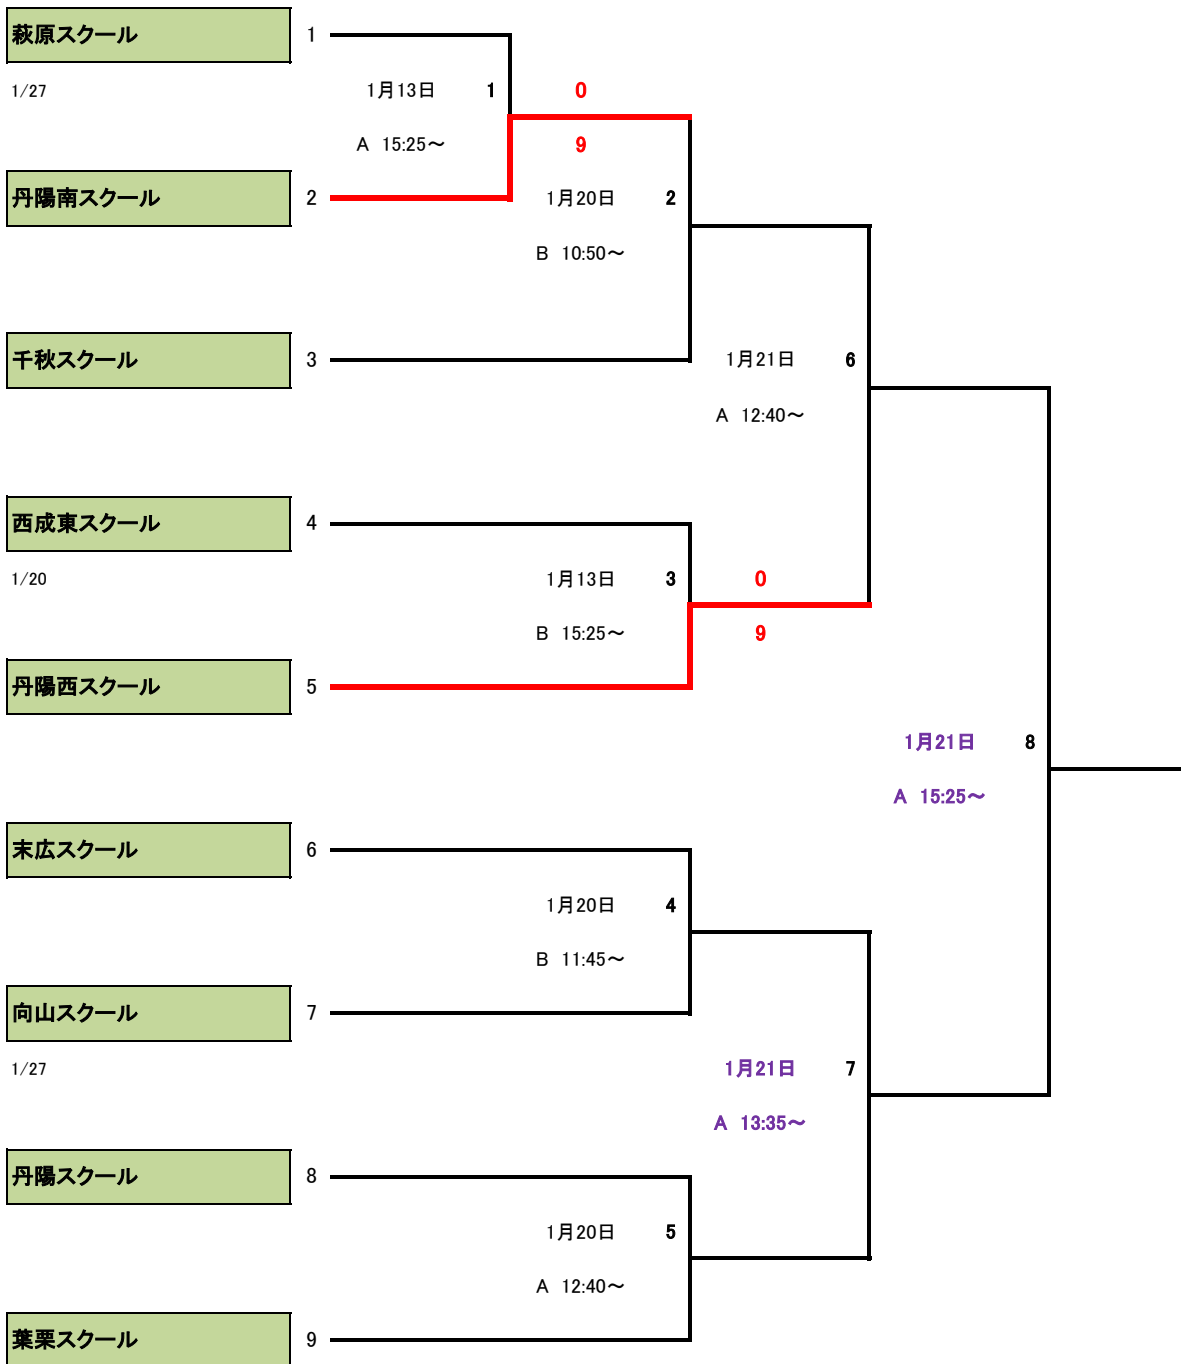 萩原スクール 1
1/27 1月13日 1 0
A 15:25～ 9
丹陽南スクール 2 1月20日 2
B 10:50～
千秋スクール 3 1月21日 6
A 12:40～
西成東スクール 4
1/20 1月13日 3 0
B 15:25～ 9
丹陽西スクール 5
1月21日 8
A 15:25～
末広スクール 6
1月20日 4
B 11:45～
向山スクール 7
1/27 1月21日 7
A 13:35～
丹陽スクール 8
1月20日 5
A 12:40～
葉栗スクール 9